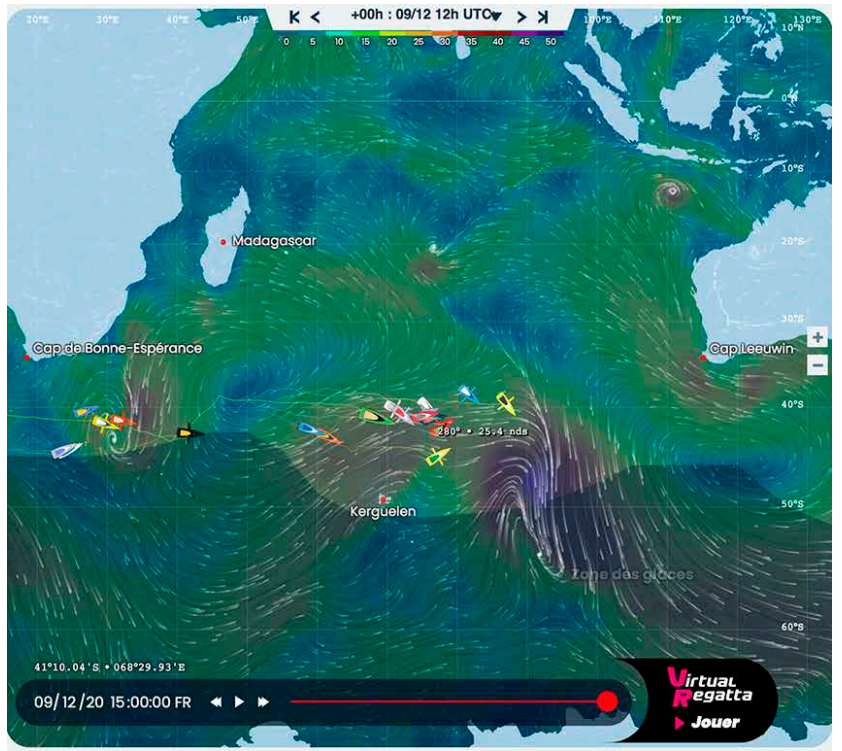 +00h : 09/12 12h UTC
20°E 30°E 40°E 50°E 100°E 110°E 120°E 130°E
0 5 10 15 20 25 30 35 40 45 50
10°N
0°N
10°S
Madagascar
20°S
30°S
Cap de Bonne-Espérance
Cap Leeuwin
+
−
40°S
280° • 25.4 nds
50°S
Kerguelen
Zone des glaces
60°S
41°10.04'S • 068°29.93'E
09/12/20 15:00:00 FR
Virtual
Regatta
Jouer